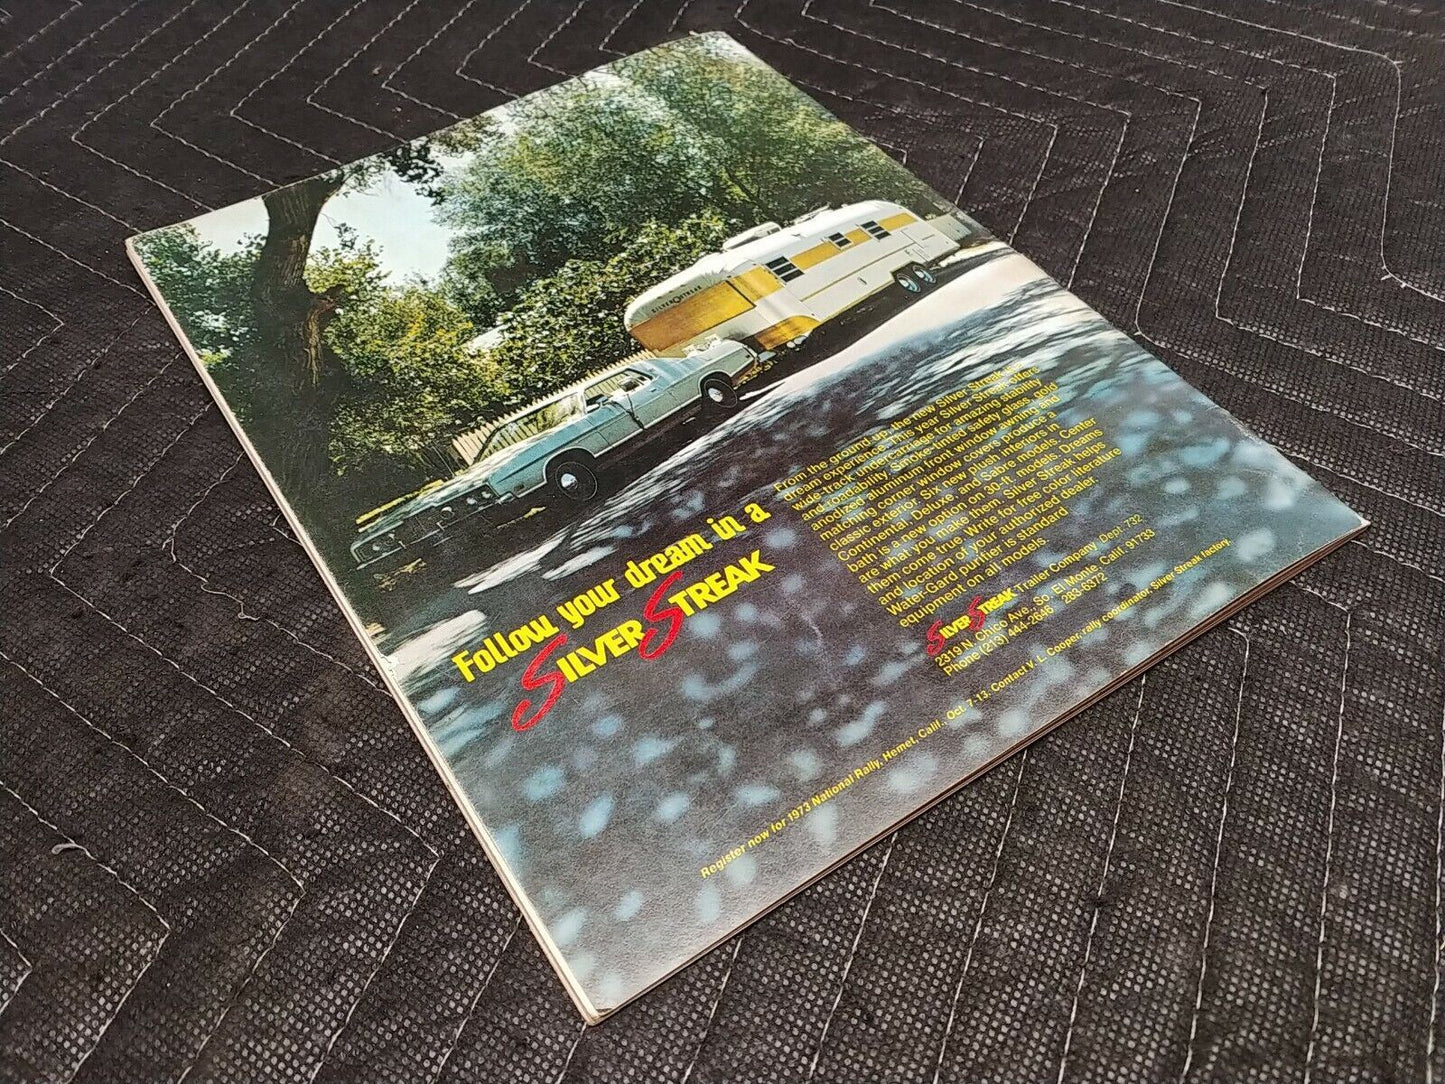 SILVER STREAK
Follow your dream in a
SILVER STREAK
From the ground up, the new Silver Streak is a
dream experience. This year Silver Streak offers
wide-track undercarriage for amazing stability
and roadability. Smoke-tinted safety glass, gold
anodized aluminum front window awning and
matching corner window covers produce a
classic exterior. Six new plush interiors in
Continental, Deluxe and Sabre models. Center
bath is a new option on 30-ft. models. Dreams
are what you make them. Silver Streak helps
them come true. Write for free color literature
and location of your authorized dealer
Water-Gard purifier is standard
equipment on all models
SILVER STREAK Trailer Company, Dept. 732
2319 N. Chico Ave., So. El Monte, Calif. 91733
Phone (213) 444-2646 283-6372
Register now for 1973 National Rally, Hemet, Calif., Oct. 7-13. Contact V. L. Cooper, rally coordinator, Silver Streak factory.